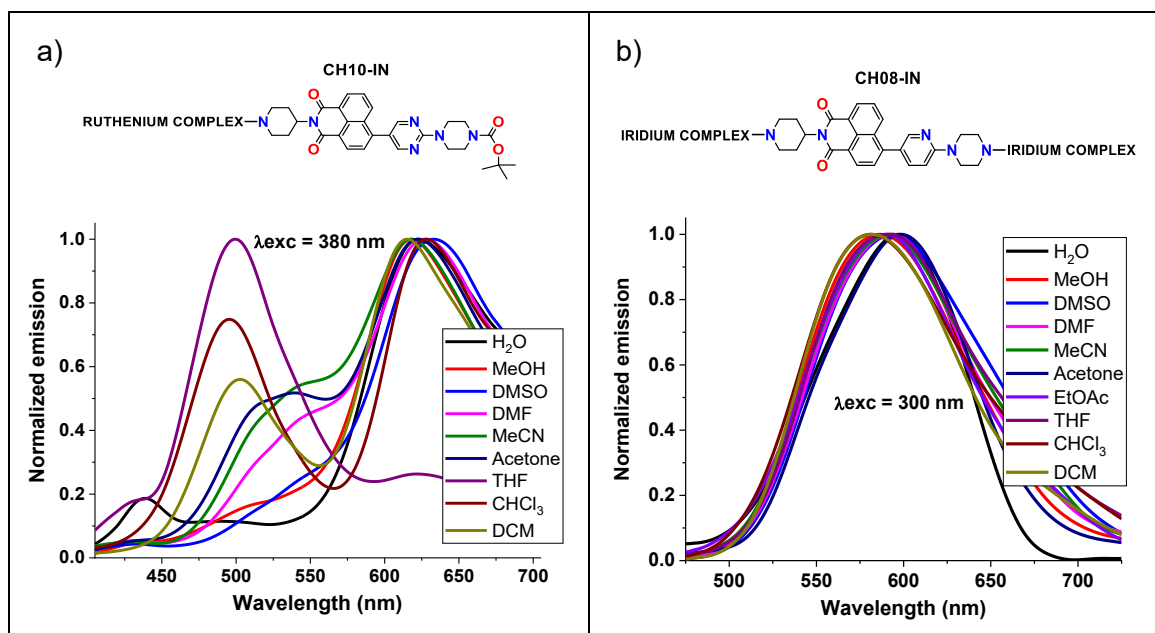 a)
CH10-IN
RUTHENIUM COMPLEX
N
N
O
O
N
N
N
N
O
O
λexc = 380 nm
Normalized emission
1.0
0.8
0.6
0.4
0.2
0.0
450
500
550
600
650
700
Wavelength (nm)
H₂O
MeOH
DMSO
DMF
MeCN
Acetone
THF
CHCl₃
DCM
b)
CH08-IN
IRIDIUM COMPLEX
N
N
O
O
N
N
N
IRIDIUM COMPLEX
λexc = 300 nm
Normalized emission
1.0
0.8
0.6
0.4
0.2
0.0
500
550
600
650
700
Wavelength (nm)
H₂O
MeOH
DMSO
DMF
MeCN
Acetone
EtOAc
THF
CHCl₃
DCM